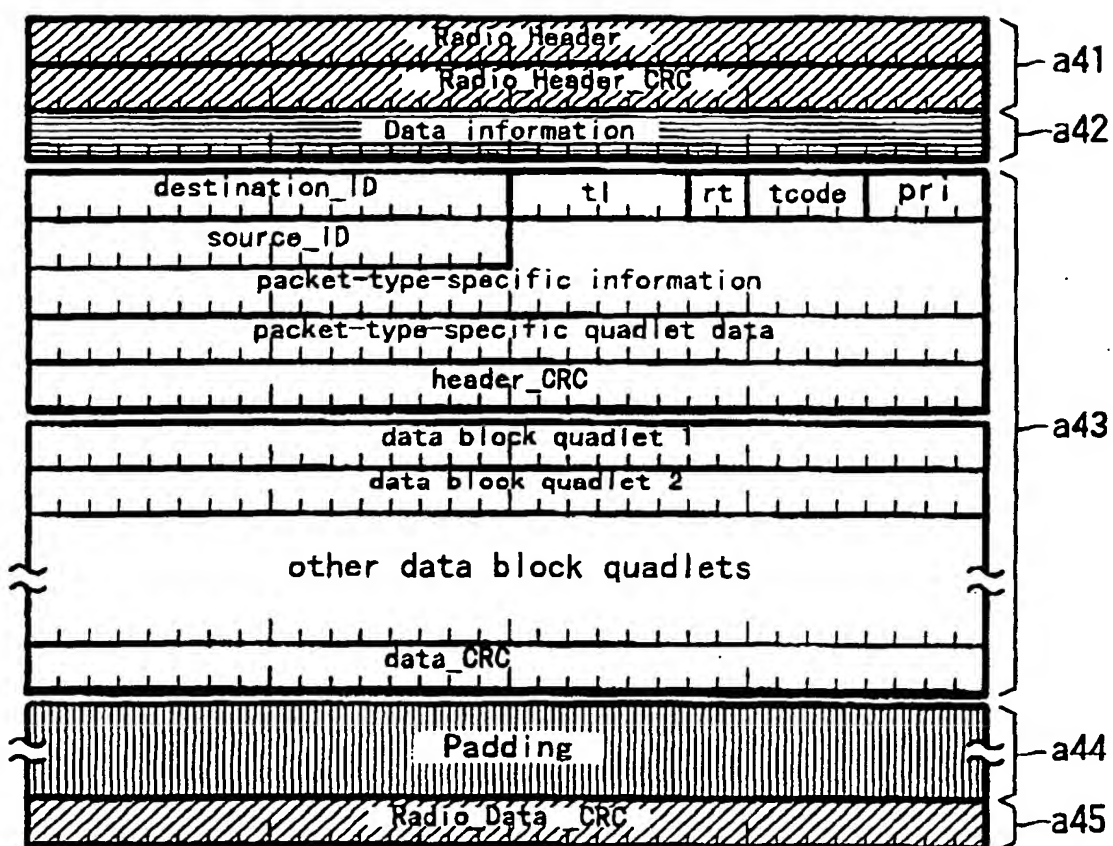 Radio Header
a41
Radio_Header_CRC
Data information
a42
destination_ID tl rt tcode pri
source_ID
packet-type-specific information
packet-type-specific quadlet data
header_CRC
a43
data block quadlet 1
data block quadlet 2
other data block quadlets
data_CRC
Padding
a44
Radio_Data_CRC
a45